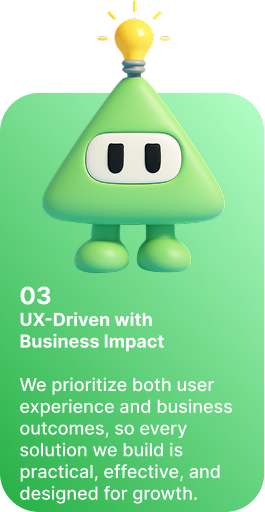 03
UX-Driven with
Business Impact
We prioritize both user
experience and business
outcomes, so every
solution we build is
practical, effective, and
designed for growth.